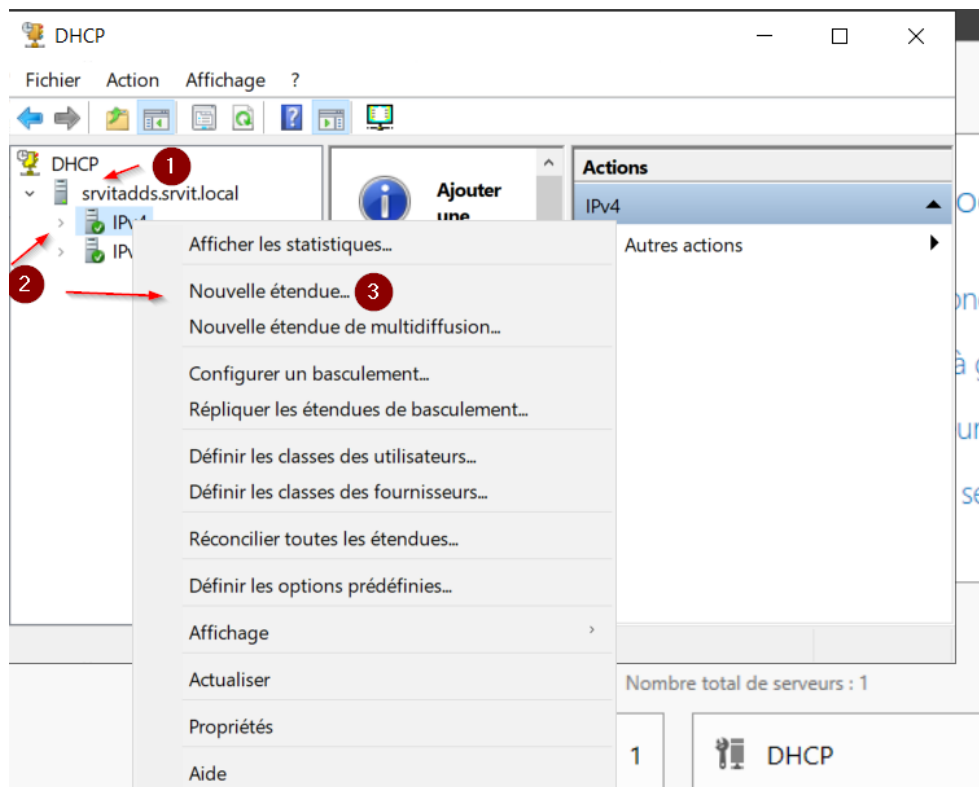 DHCP
Fichier Action Affichage ?
DHCP 1
srvitadds.srvit.local
IPv4
2
Ajouter
une
Actions
IPv4
Autres actions
Afficher les statistiques...
Nouvelle étendue... 3
Nouvelle étendue de multidiffusion...
Configurer un basculement...
Répliquer les étendues de basculement...
Définir les classes des utilisateurs...
Définir les classes des fournisseurs...
Réconcilier toutes les étendues...
Définir les options prédéfinies...
Affichage
Actualiser
Propriétés
Aide
à
Nombre total de serveurs : 1
1
DHCP